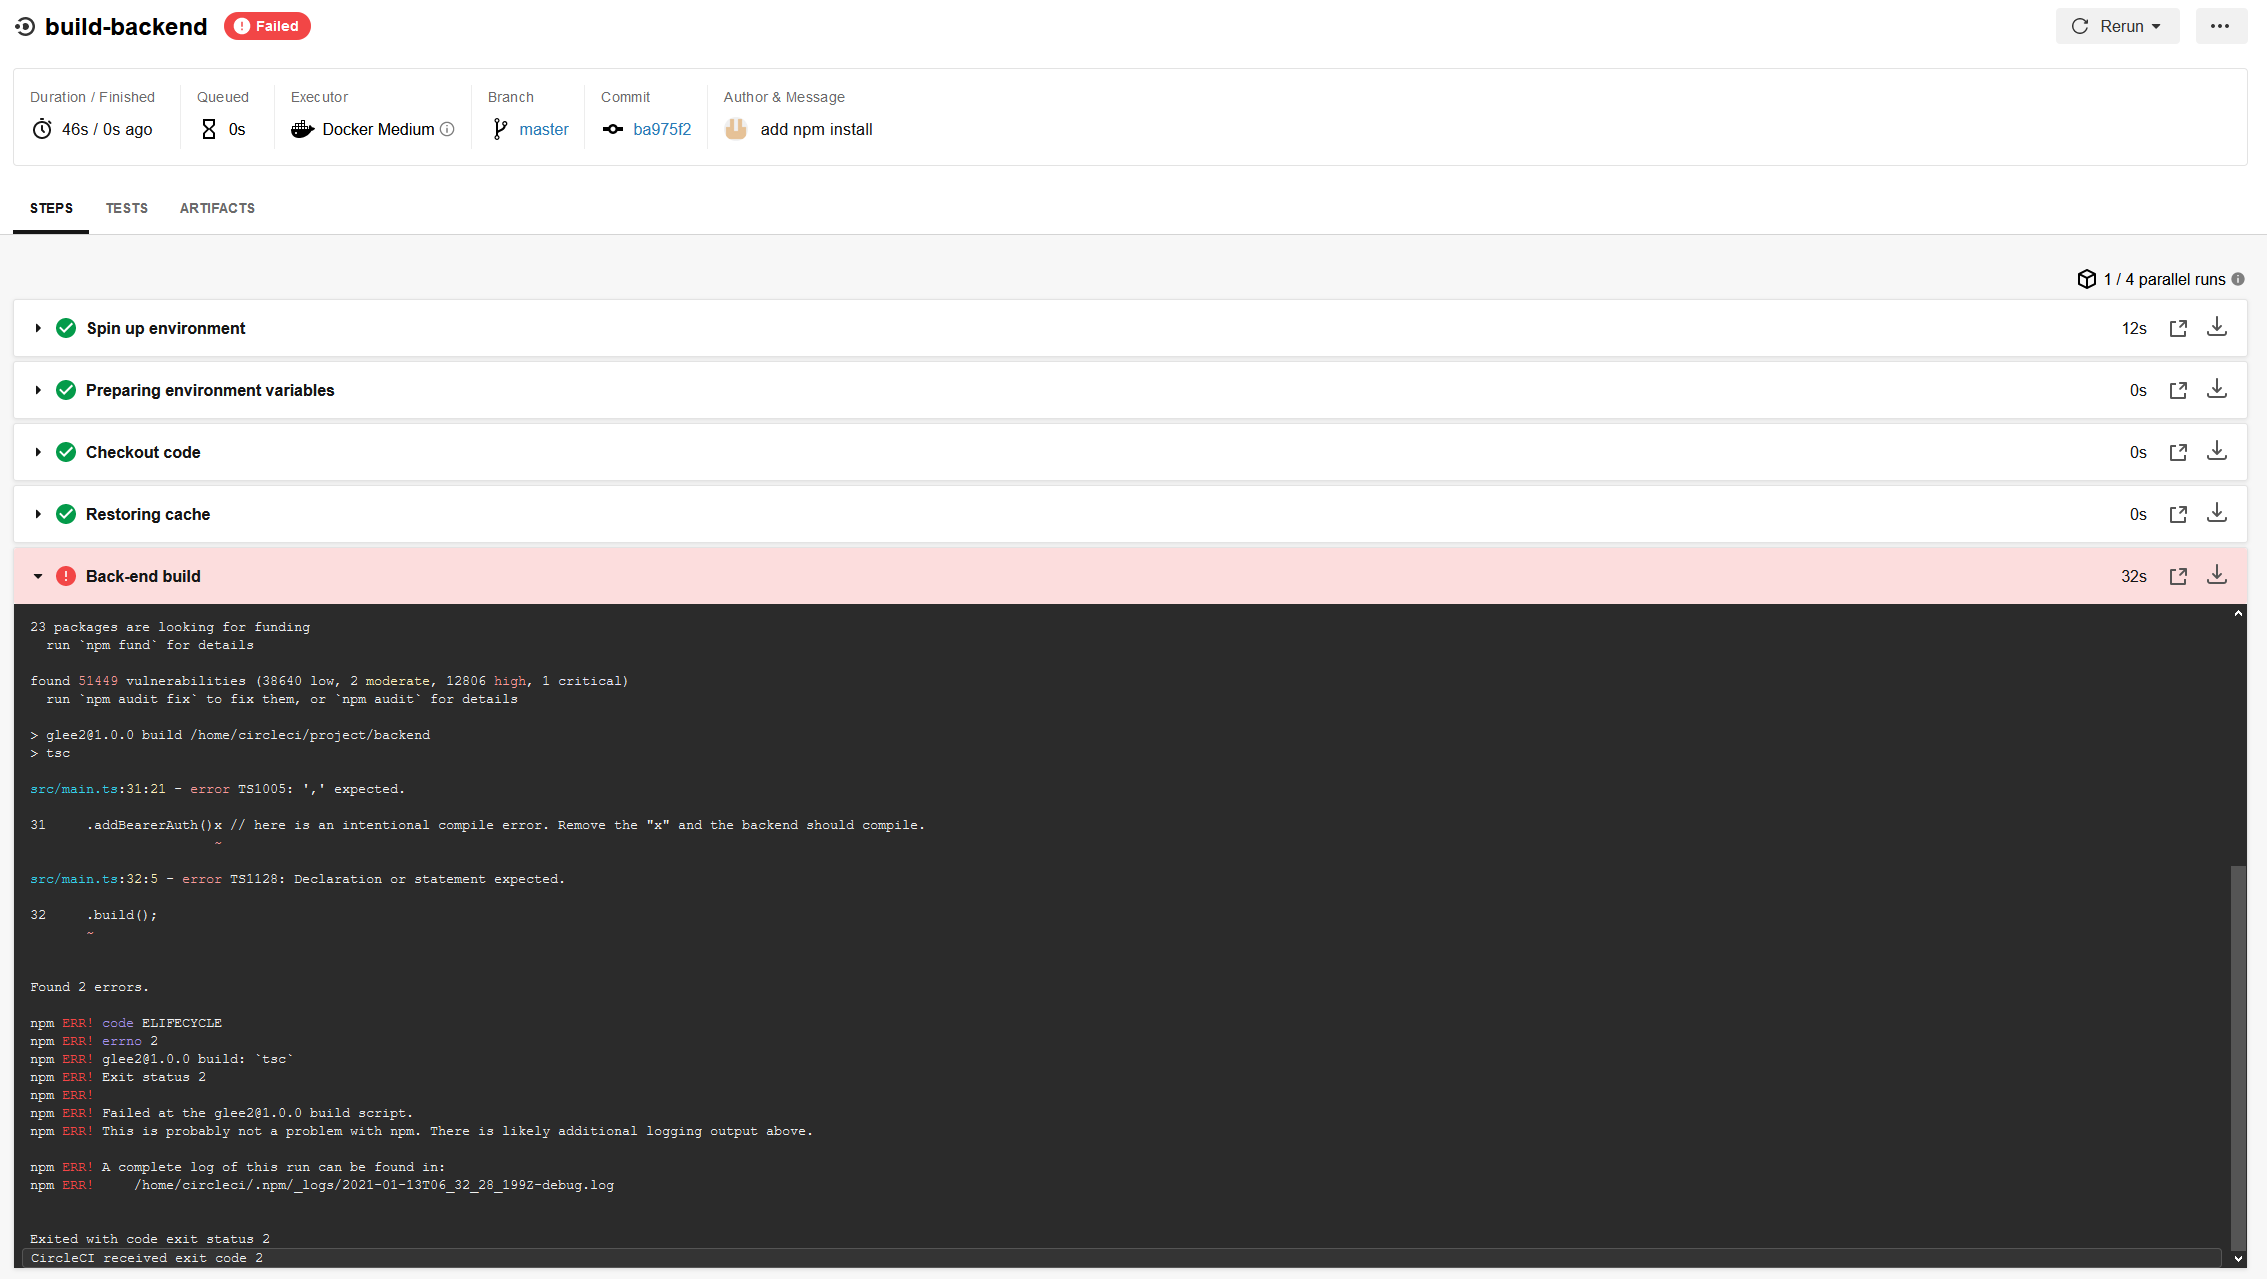 build-backend
Failed
Rerun
Duration / Finished
46s / 0s ago
Queued
0s
Executor
Docker Medium
Branch
master
Commit
ba975f2
Author & Message
add npm install
STEPS
TESTS
ARTIFACTS
1 / 4 parallel runs
Spin up environment
12s
Preparing environment variables
0s
Checkout code
0s
Restoring cache
0s
Back-end build
32s
23 packages are looking for funding
run `npm fund` for details
found 51449 vulnerabilities (38640 low, 2 moderate, 12806 high, 1 critical)
run `npm audit fix` to fix them, or `npm audit` for details
> glee2@1.0.0 build /home/circleci/project/backend
> tsc
src/main.ts:31:21 - error TS1005: ',' expected.
31     .addBearerAuth()x // here is an intentional compile error. Remove the "x" and the backend should compile.
~
src/main.ts:32:5 - error TS1128: Declaration or statement expected.
32     .build();
~
Found 2 errors.
npm ERR! code ELIFECYCLE
npm ERR! errno 2
npm ERR! glee2@1.0.0 build: `tsc`
npm ERR! Exit status 2
npm ERR!
npm ERR! Failed at the glee2@1.0.0 build script.
npm ERR! This is probably not a problem with npm. There is likely additional logging output above.
npm ERR! A complete log of this run can be found in:
npm ERR!     /home/circleci/.npm/_logs/2021-01-13T06_32_28_199Z-debug.log
Exited with code exit status 2
CircleCI received exit code 2